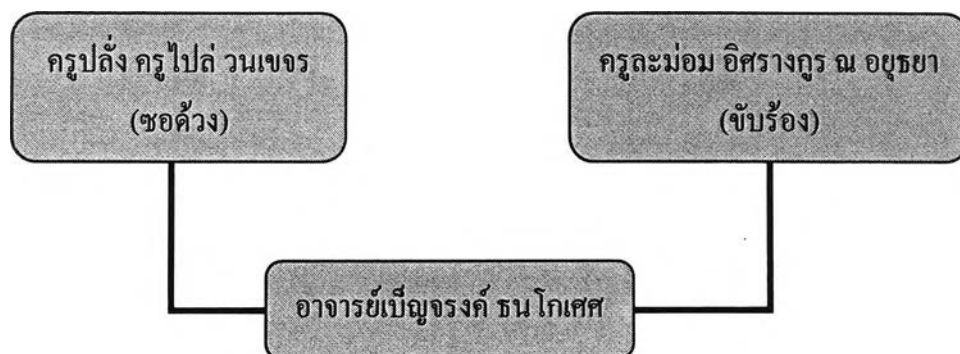 ครูปลั่ง ครูไปล่ วนเขจร
(ซอด้วง)
ครูละม่อม อิศรางกูร ณ อยุธยา
(ขับร้อง)
อาจารย์เบ็ญจรงค์ ธนโกเศศ